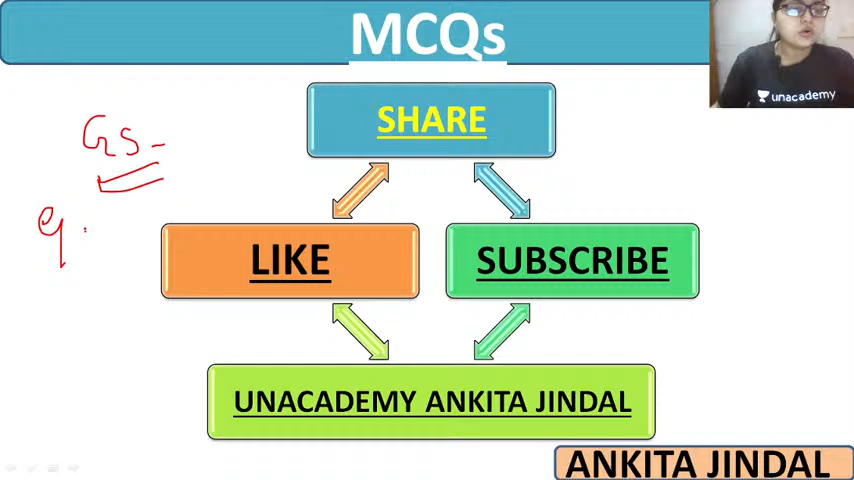 MCQs
unacademy
SHARE
GS-
LIKE
SUBSCRIBE
UNACADEMY ANKITA JINDAL
ANKITA JINDAL